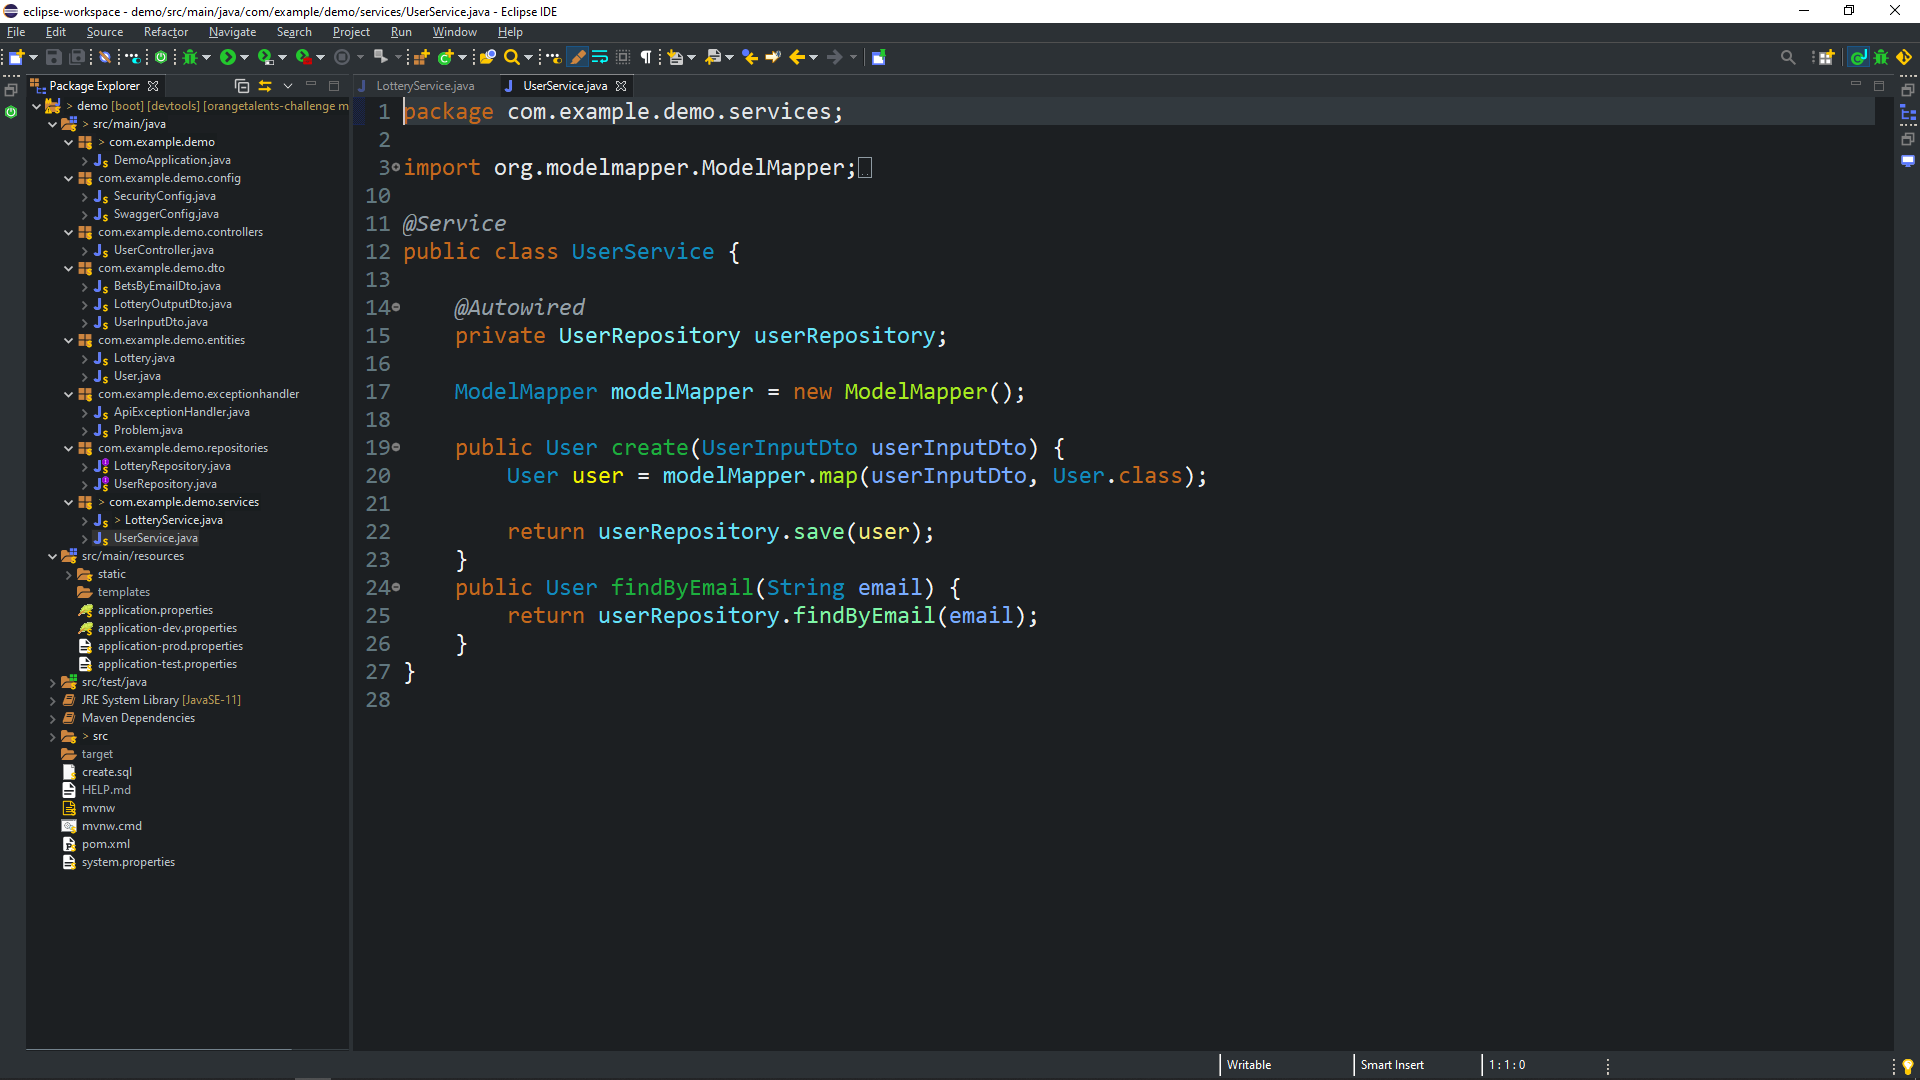 eclipse-workspace - demo/src/main/java/com/example/demo/services/UserService.java - Eclipse IDE
File Edit Source Refactor Navigate Search Project Run Window Help
Package Explorer
> demo [boot] [devtools] [orangetalents-challenge m
> src/main/java
> com.example.demo
DemoApplication.java
com.example.demo.config
SecurityConfig.java
SwaggerConfig.java
com.example.demo.controllers
UserController.java
com.example.demo.dto
BetsByEmailDto.java
LotteryOutputDto.java
UserInputDto.java
com.example.demo.entities
Lottery.java
User.java
com.example.demo.exceptionhandler
ApiExceptionHandler.java
Problem.java
com.example.demo.repositories
LotteryRepository.java
UserRepository.java
> com.example.demo.services
> LotteryService.java
UserService.java
src/main/resources
static
templates
application.properties
application-dev.properties
application-prod.properties
application-test.properties
src/test/java
JRE System Library [JavaSE-11]
Maven Dependencies
> src
target
create.sql
HELP.md
mvnw
mvnw.cmd
pom.xml
system.properties
LotteryService.java UserService.java
1 package com.example.demo.services;
2
3 import org.modelmapper.ModelMapper;
10
11 @Service
12 public class UserService {
13
14 @Autowired
15 private UserRepository userRepository;
16
17 ModelMapper modelMapper = new ModelMapper();
18
19 public User create(UserInputDto userInputDto) {
20 User user = modelMapper.map(userInputDto, User.class);
21
22 return userRepository.save(user);
23 }
24 public User findByEmail(String email) {
25 return userRepository.findByEmail(email);
26 }
27 }
28
Writable Smart Insert 1 : 1 : 0